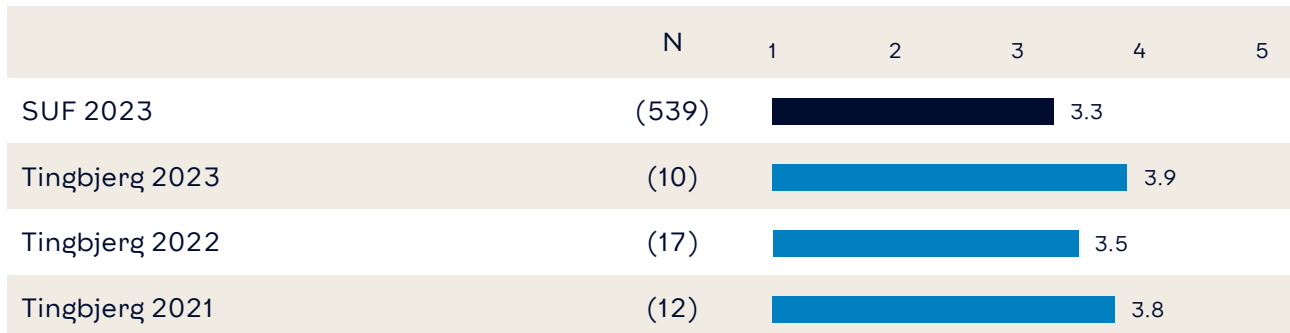 N 1 2 3 4 5
SUF 2023 (539) 3.3
Tingbjerg 2023 (10) 3.9
Tingbjerg 2022 (17) 3.5
Tingbjerg 2021 (12) 3.8